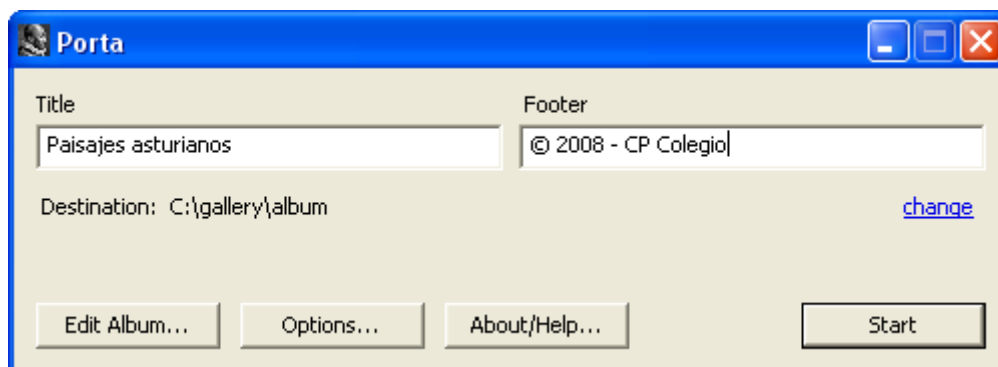 Porta
Title Footer
Paisajes asturianos © 2008 - CP Colegio
Destination: C:\gallery\album change
Edit Album... Options... About/Help... Start